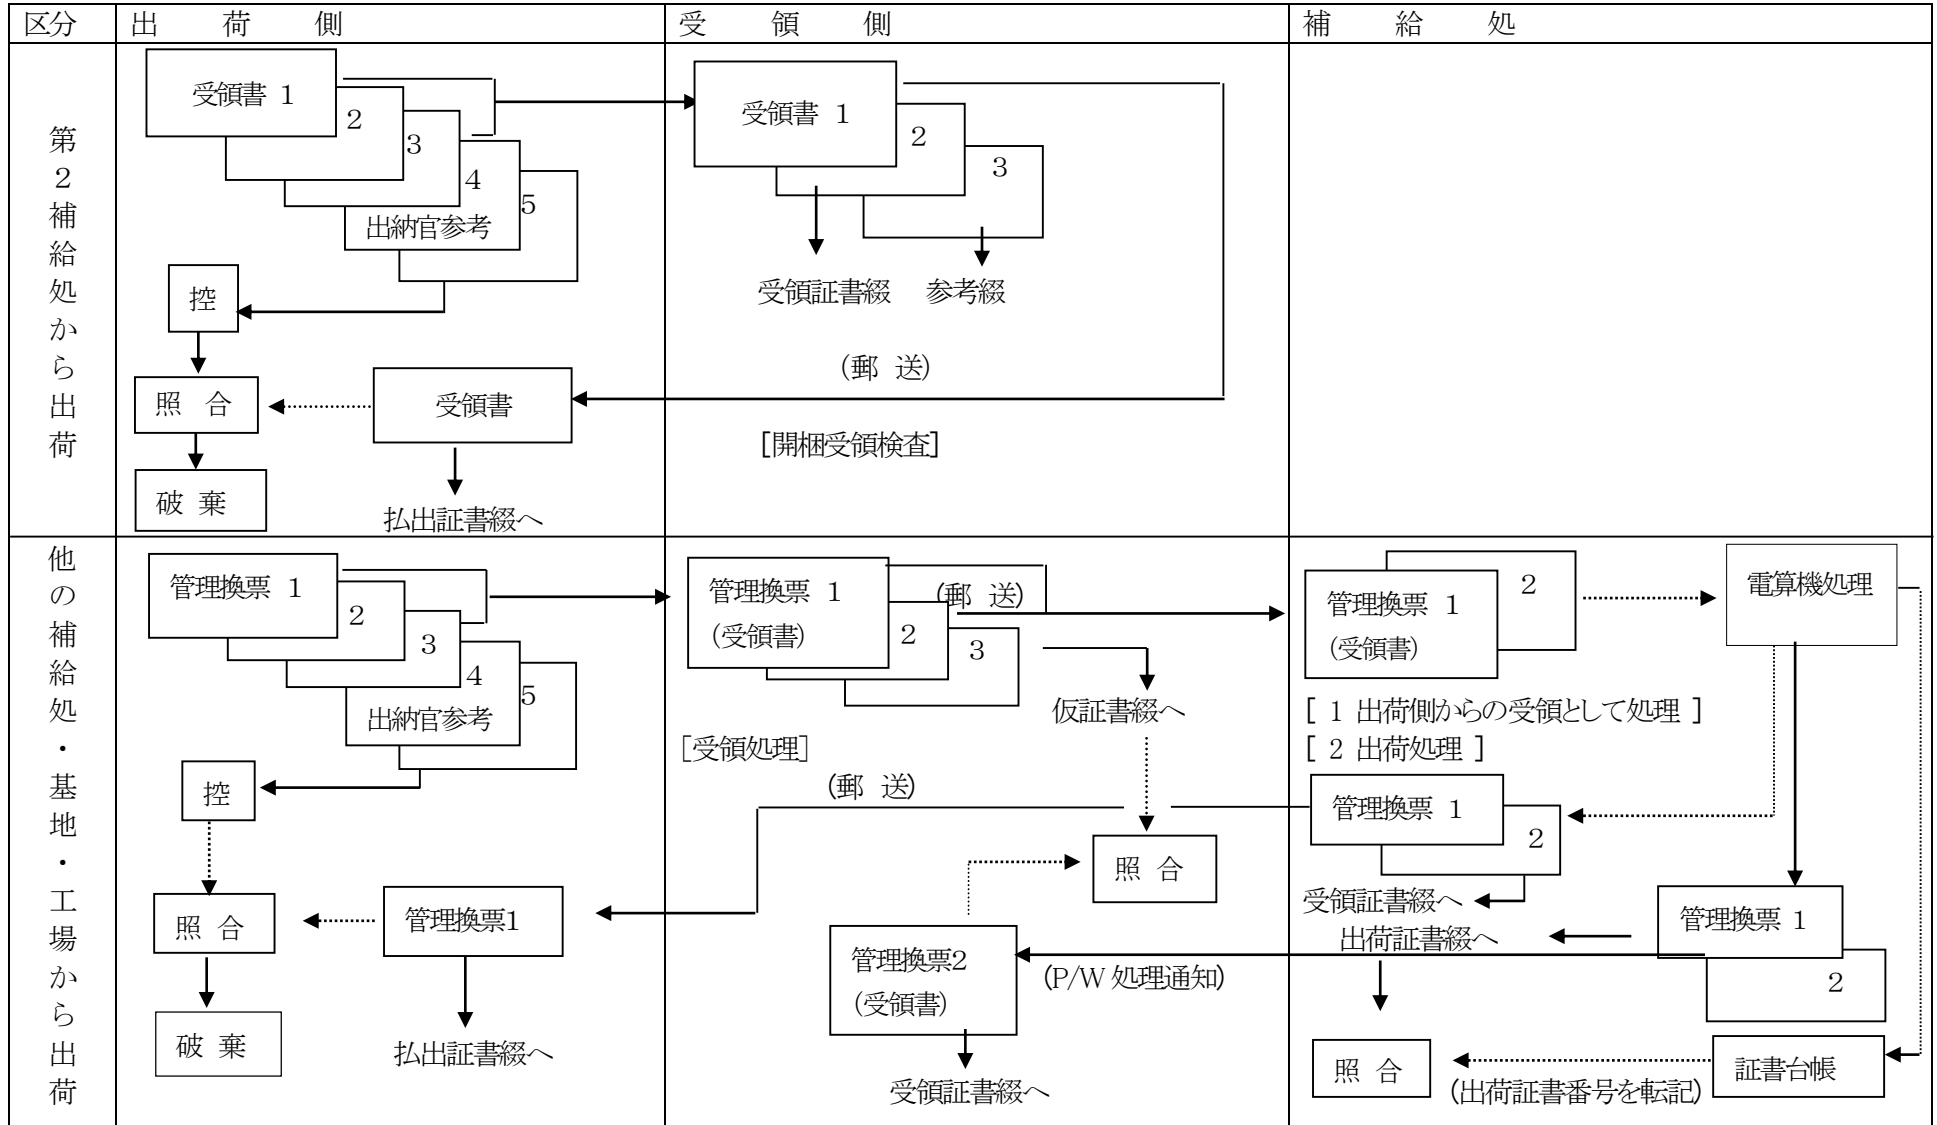 区分
出　荷　側
受　領　側
補　給　処
第２補給処から出荷
受領書 １
２
３
４
出納官参考
５
控
照 合
破 棄
受領書
払出証書綴へ
受領書 １
２
３
受領証書綴
参考綴
(郵 送)
[開梱受領検査]
他の補給処・基地・工場から出荷
管理換票 １
２
３
４
出納官参考
５
控
照 合
破 棄
管理換票１
払出証書綴へ
管理換票 １
(受領書)
２
３
(郵 送)
仮証書綴へ
[受領処理]
(郵 送)
照 合
管理換票２
(受領書)
(P/W 処理通知)
受領証書綴へ
管理換票 １
(受領書)
２
電算機処理
[ １ 出荷側からの受領として処理 ]
[ ２ 出荷処理 ]
管理換票 １
２
受領証書綴へ
出荷証書綴へ
管理換票 １
２
照 合
(出荷証書番号を転記)
証書台帳